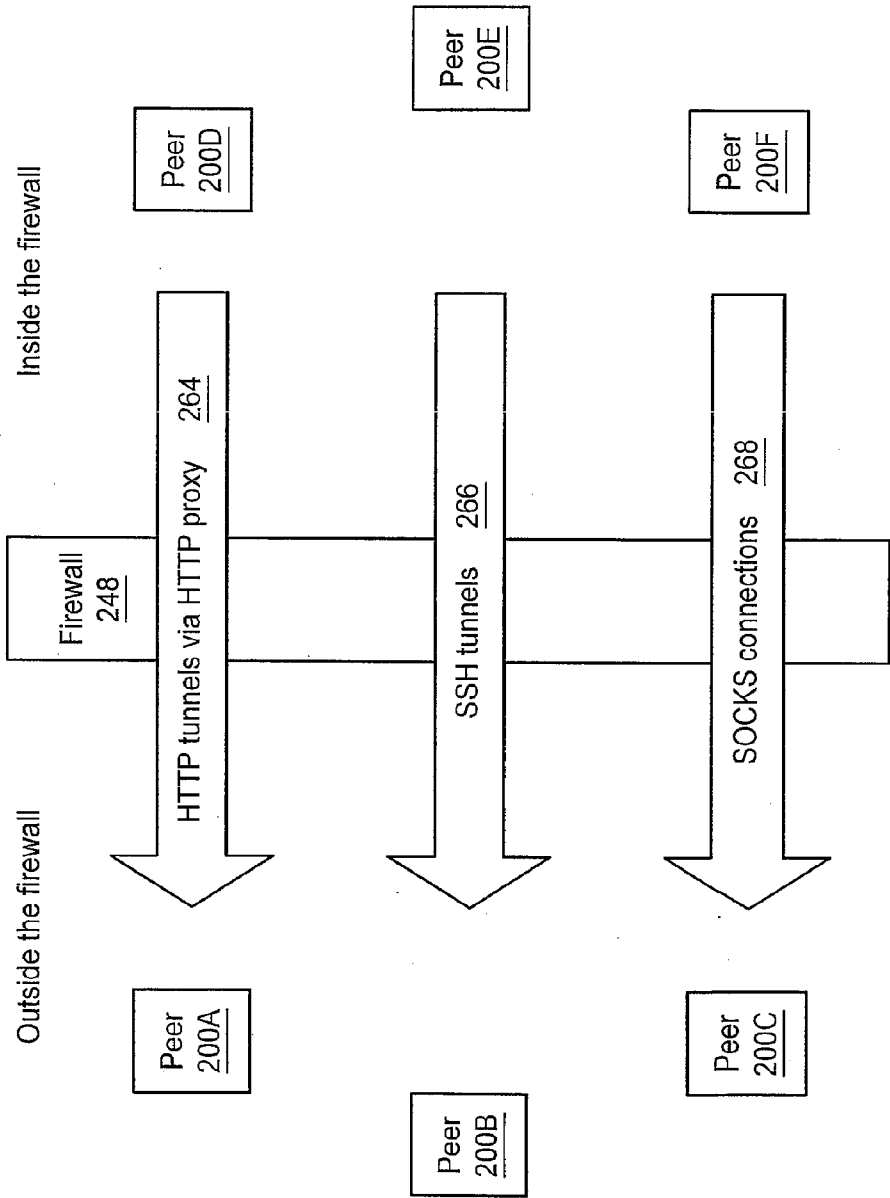 Outside the firewall
Inside the firewall
Firewall
248
Peer
200A
HTTP tunnels via HTTP proxy 264
Peer
200D
Peer
200B
SSH tunnels 266
Peer
200E
Peer
200C
SOCKS connections 268
Peer
200F